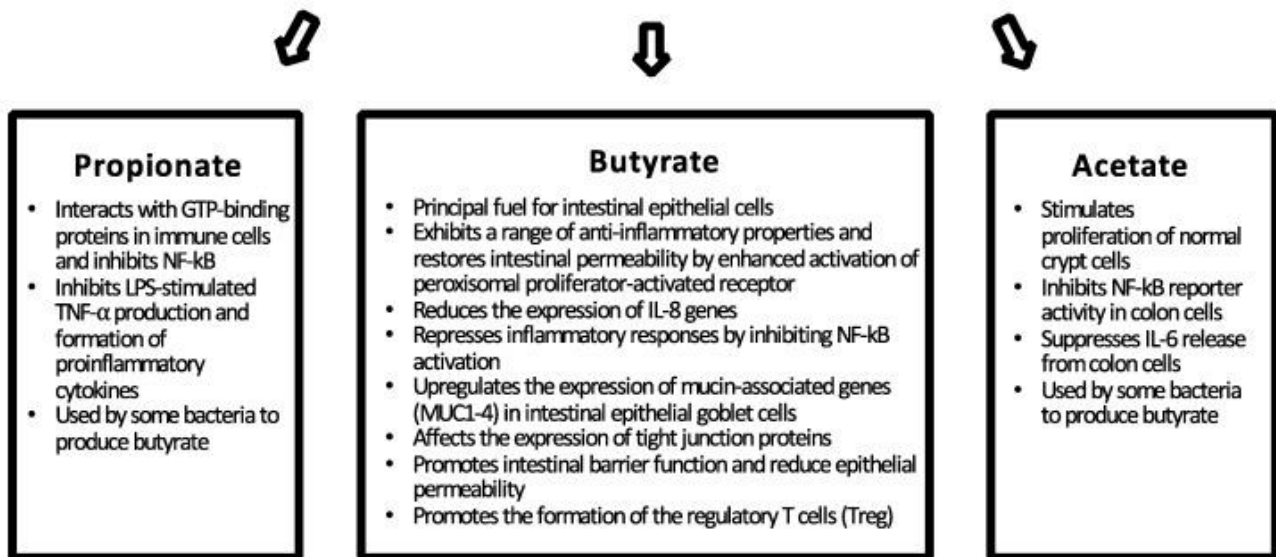 Propionate
• Interacts with GTP-binding
proteins in immune cells
and inhibits NF-kB
• Inhibits LPS-stimulated
TNF-α production and
formation of
proinflammatory
cytokines
• Used by some bacteria to
produce butyrate
Butyrate
• Principal fuel for intestinal epithelial cells
• Exhibits a range of anti-inflammatory properties and
restores intestinal permeability by enhanced activation of
peroxisomal proliferator-activated receptor
• Reduces the expression of IL-8 genes
• Represses inflammatory responses by inhibiting NF-kB
activation
• Upregulates the expression of mucin-associated genes
(MUC1-4) in intestinal epithelial goblet cells
• Affects the expression of tight junction proteins
• Promotes intestinal barrier function and reduce epithelial
permeability
• Promotes the formation of the regulatory T cells (Treg)
Acetate
• Stimulates
proliferation of normal
crypt cells
• Inhibits NF-kB reporter
activity in colon cells
• Suppresses IL-6 release
from colon cells
• Used by some bacteria
to produce butyrate